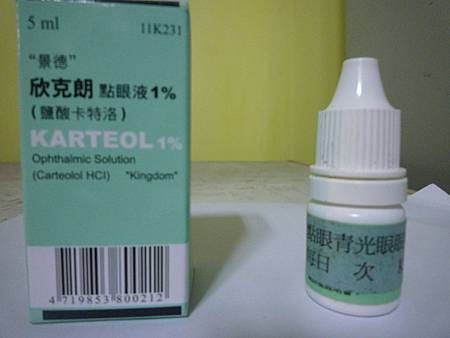 5 ml 11K231
"景德"
欣克朗 點眼液1%
(鹽酸卡特洛)
KARTEOL 1%
Ophthalmic Solution
(Carteolol HCl) "Kingdom"
4 719853 800212
點眼青光眼眼
每日 次